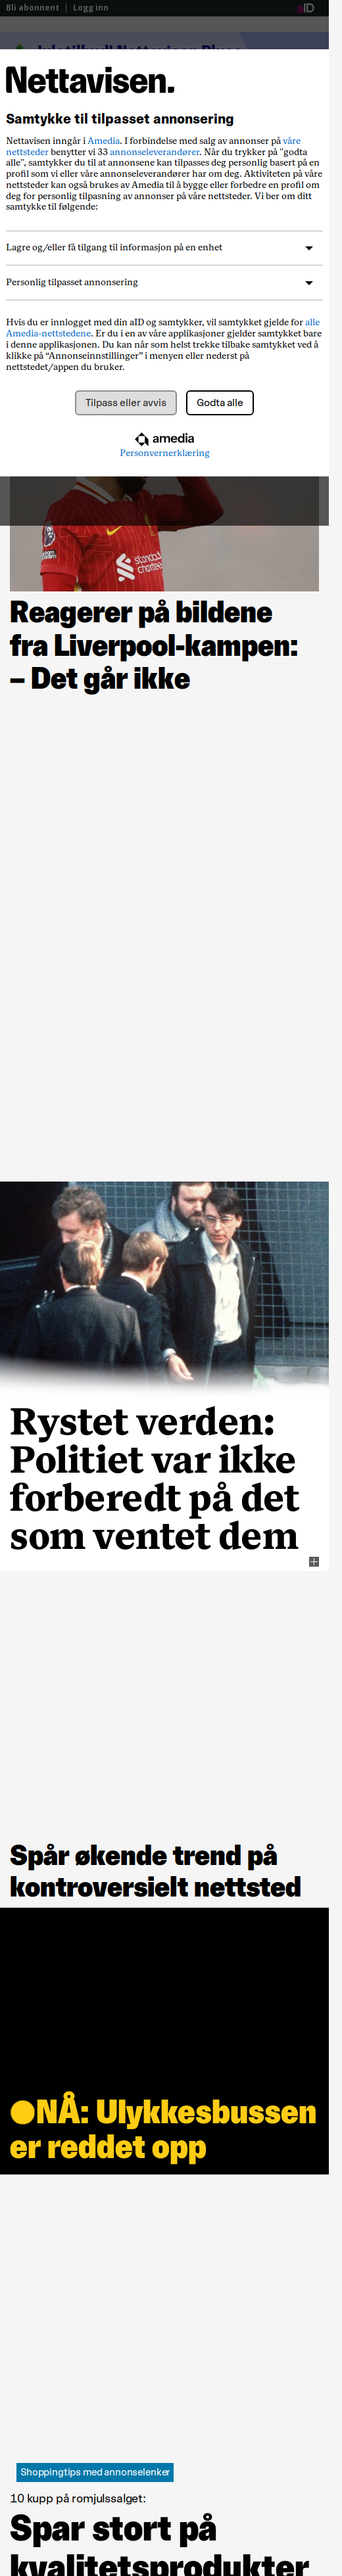 Bli abonnent | Logg inn
aID
Nettavisen.
Samtykke til tilpasset annonsering
Nettavisen inngår i Amedia. I forbindelse med salg av annonser på våre
nettsteder benytter vi 33 annonseleverandører. Når du trykker på "godta
alle", samtykker du til at annonsene kan tilpasses deg personlig basert på en
profil som vi eller våre annonseleverandører har om deg. Aktiviteten på våre
nettsteder kan også brukes av Amedia til å bygge eller forbedre en profil om
deg for personlig tilpasning av annonser på våre nettsteder. Vi ber om ditt
samtykke til følgende:
Lagre og/eller få tilgang til informasjon på en enhet
Personlig tilpasset annonsering
Hvis du er innlogget med din aID og samtykker, vil samtykket gjelde for alle
Amedia-nettstedene. Er du i en av våre applikasjoner gjelder samtykket bare
i denne applikasjonen. Du kan når som helst trekke tilbake samtykket ved å
klikke på “Annonseinnstillinger” i menyen eller nederst på
nettstedet/appen du bruker.
Tilpass eller avvis
Godta alle
amedia
Personvernerklæring
standard
chartered
Reagerer på bildene
fra Liverpool-kampen:
– Det går ikke
Rystet verden:
Politiet var ikke
forberedt på det
som ventet dem
Spår økende trend på
kontroversielt nettsted
NÅ: Ulykkesbussen
er reddet opp
Shoppingtips med annonselenker
10 kupp på romjulssalget:
Spar stort på
kvalitetsprodukter